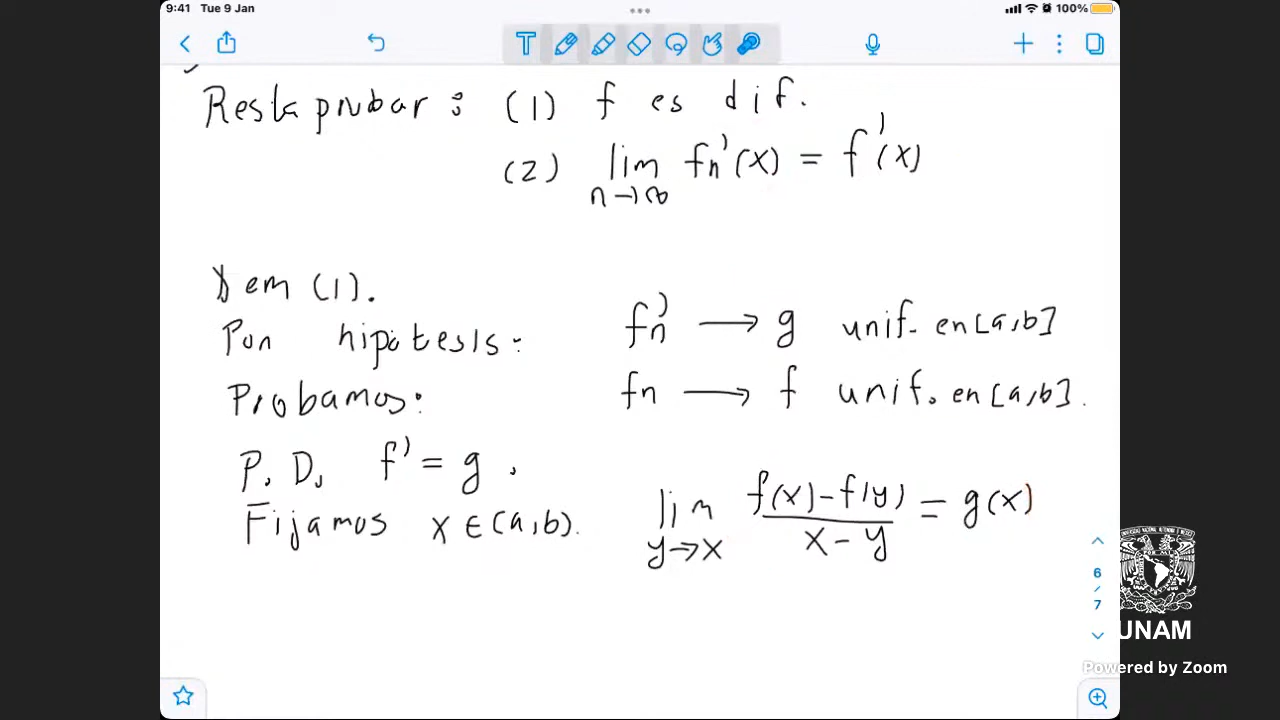 9:41 Tue 9 Jan
100%
Resta probar: (1) f es dif.
(2) lim fn'(x) = f'(x)
n→∞
Dem (1).
Por hipotesis: fn' → g unif. en [a,b]
Probamos: fn → f unif. en [a,b].
P.D. f' = g.
Fijamos x ∈ (a,b). lim f(x)-f(y) / x-y = g(x)
y→x
6
/
7
UNAM
Powered by Zoom